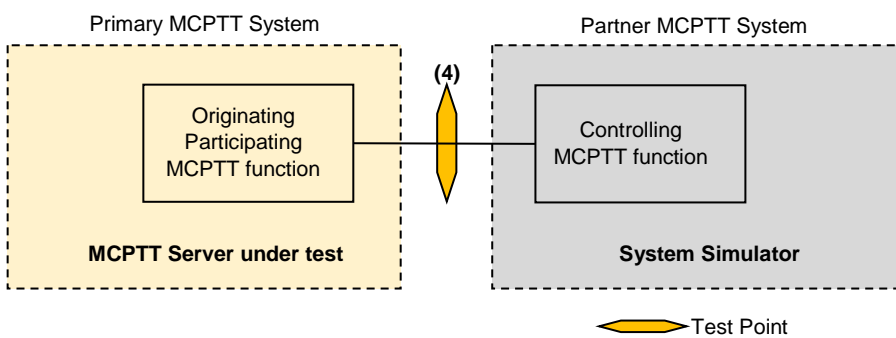 Primary MCPTT System
Partner MCPTT System
(4)
Originating
Participating
MCPTT function
Controlling
MCPTT function
MCPTT Server under test
System Simulator
Test Point